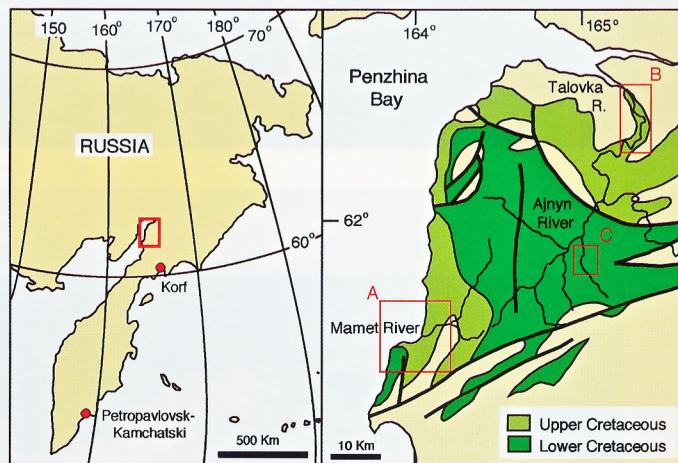 150 160° 180° 70°
170°
RUSSIA
60°
Korf
Petropavlovsk-
Kamchatski
500 Km
164° 165°
Penzhina
Bay
Talovka
R.
B
Ajnyn
River
62°
C
A
Mamet River
Upper Cretaceous
Lower Cretaceous
10 Km